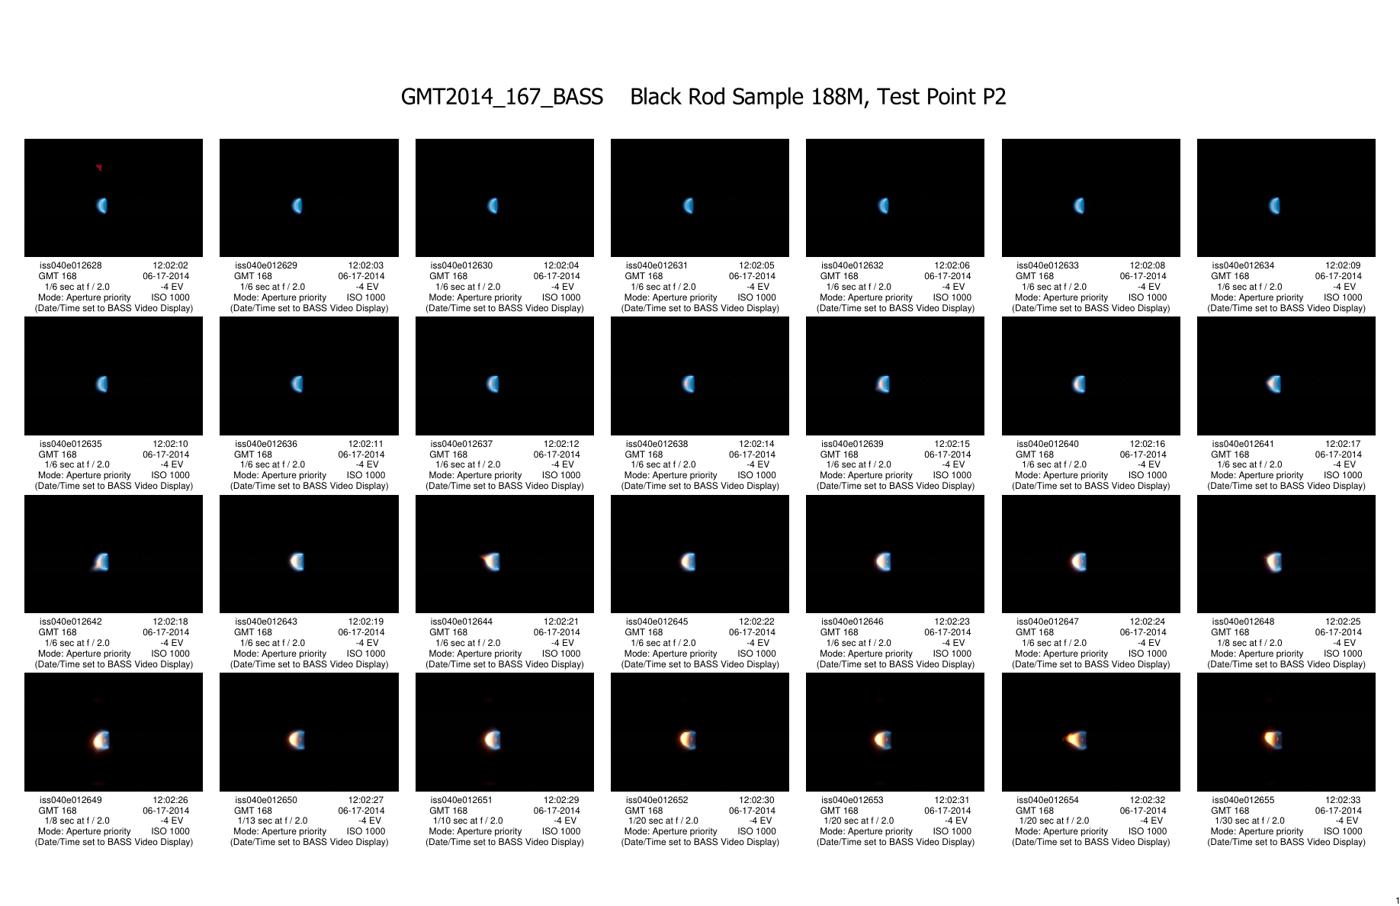 GMT2014_167_BASS    Black Rod Sample 188M, Test Point P2
iss040e012628 12:02:02
GMT 168 06-17-2014
1/6 sec at f / 2.0 -4 EV
Mode: Aperture priority ISO 1000
(Date/Time set to BASS Video Display)
iss040e012629 12:02:03
GMT 168 06-17-2014
1/6 sec at f / 2.0 -4 EV
Mode: Aperture priority ISO 1000
(Date/Time set to BASS Video Display)
iss040e012630 12:02:04
GMT 168 06-17-2014
1/6 sec at f / 2.0 -4 EV
Mode: Aperture priority ISO 1000
(Date/Time set to BASS Video Display)
iss040e012631 12:02:05
GMT 168 06-17-2014
1/6 sec at f / 2.0 -4 EV
Mode: Aperture priority ISO 1000
(Date/Time set to BASS Video Display)
iss040e012632 12:02:06
GMT 168 06-17-2014
1/6 sec at f / 2.0 -4 EV
Mode: Aperture priority ISO 1000
(Date/Time set to BASS Video Display)
iss040e012633 12:02:08
GMT 168 06-17-2014
1/6 sec at f / 2.0 -4 EV
Mode: Aperture priority ISO 1000
(Date/Time set to BASS Video Display)
iss040e012634 12:02:09
GMT 168 06-17-2014
1/6 sec at f / 2.0 -4 EV
Mode: Aperture priority ISO 1000
(Date/Time set to BASS Video Display)
iss040e012635 12:02:10
GMT 168 06-17-2014
1/6 sec at f / 2.0 -4 EV
Mode: Aperture priority ISO 1000
(Date/Time set to BASS Video Display)
iss040e012636 12:02:11
GMT 168 06-17-2014
1/6 sec at f / 2.0 -4 EV
Mode: Aperture priority ISO 1000
(Date/Time set to BASS Video Display)
iss040e012637 12:02:12
GMT 168 06-17-2014
1/6 sec at f / 2.0 -4 EV
Mode: Aperture priority ISO 1000
(Date/Time set to BASS Video Display)
iss040e012638 12:02:14
GMT 168 06-17-2014
1/6 sec at f / 2.0 -4 EV
Mode: Aperture priority ISO 1000
(Date/Time set to BASS Video Display)
iss040e012639 12:02:15
GMT 168 06-17-2014
1/6 sec at f / 2.0 -4 EV
Mode: Aperture priority ISO 1000
(Date/Time set to BASS Video Display)
iss040e012640 12:02:16
GMT 168 06-17-2014
1/6 sec at f / 2.0 -4 EV
Mode: Aperture priority ISO 1000
(Date/Time set to BASS Video Display)
iss040e012641 12:02:17
GMT 168 06-17-2014
1/6 sec at f / 2.0 -4 EV
Mode: Aperture priority ISO 1000
(Date/Time set to BASS Video Display)
iss040e012642 12:02:18
GMT 168 06-17-2014
1/6 sec at f / 2.0 -4 EV
Mode: Aperture priority ISO 1000
(Date/Time set to BASS Video Display)
iss040e012643 12:02:19
GMT 168 06-17-2014
1/6 sec at f / 2.0 -4 EV
Mode: Aperture priority ISO 1000
(Date/Time set to BASS Video Display)
iss040e012644 12:02:21
GMT 168 06-17-2014
1/6 sec at f / 2.0 -4 EV
Mode: Aperture priority ISO 1000
(Date/Time set to BASS Video Display)
iss040e012645 12:02:22
GMT 168 06-17-2014
1/6 sec at f / 2.0 -4 EV
Mode: Aperture priority ISO 1000
(Date/Time set to BASS Video Display)
iss040e012646 12:02:23
GMT 168 06-17-2014
1/6 sec at f / 2.0 -4 EV
Mode: Aperture priority ISO 1000
(Date/Time set to BASS Video Display)
iss040e012647 12:02:24
GMT 168 06-17-2014
1/6 sec at f / 2.0 -4 EV
Mode: Aperture priority ISO 1000
(Date/Time set to BASS Video Display)
iss040e012648 12:02:25
GMT 168 06-17-2014
1/8 sec at f / 2.0 -4 EV
Mode: Aperture priority ISO 1000
(Date/Time set to BASS Video Display)
iss040e012649 12:02:26
GMT 168 06-17-2014
1/8 sec at f / 2.0 -4 EV
Mode: Aperture priority ISO 1000
(Date/Time set to BASS Video Display)
iss040e012650 12:02:27
GMT 168 06-17-2014
1/13 sec at f / 2.0 -4 EV
Mode: Aperture priority ISO 1000
(Date/Time set to BASS Video Display)
iss040e012651 12:02:29
GMT 168 06-17-2014
1/10 sec at f / 2.0 -4 EV
Mode: Aperture priority ISO 1000
(Date/Time set to BASS Video Display)
iss040e012652 12:02:30
GMT 168 06-17-2014
1/20 sec at f / 2.0 -4 EV
Mode: Aperture priority ISO 1000
(Date/Time set to BASS Video Display)
iss040e012653 12:02:31
GMT 168 06-17-2014
1/20 sec at f / 2.0 -4 EV
Mode: Aperture priority ISO 1000
(Date/Time set to BASS Video Display)
iss040e012654 12:02:32
GMT 168 06-17-2014
1/20 sec at f / 2.0 -4 EV
Mode: Aperture priority ISO 1000
(Date/Time set to BASS Video Display)
iss040e012655 12:02:33
GMT 168 06-17-2014
1/30 sec at f / 2.0 -4 EV
Mode: Aperture priority ISO 1000
(Date/Time set to BASS Video Display)